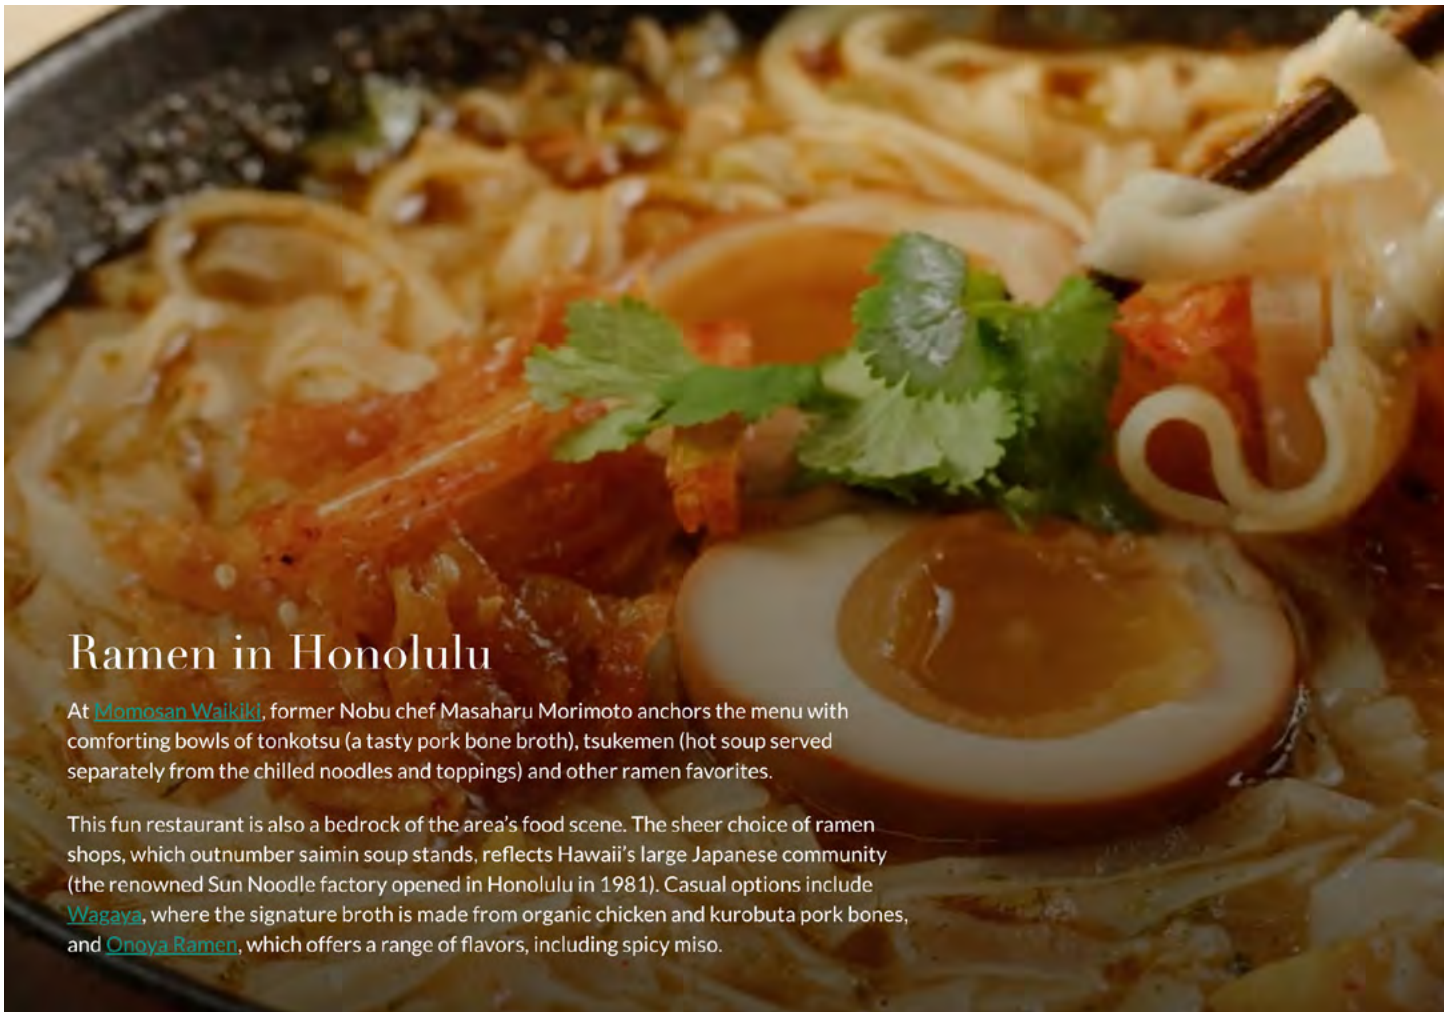 Ramen in Honolulu
At Momosan Waikiki, former Nobu chef Masaharu Morimoto anchors the menu with
comforting bowls of tonkotsu (a tasty pork bone broth), tsukemen (hot soup served
separately from the chilled noodles and toppings) and other ramen favorites.
This fun restaurant is also a bedrock of the area’s food scene. The sheer choice of ramen
shops, which outnumber saimin soup stands, reflects Hawaii’s large Japanese community
(the renowned Sun Noodle factory opened in Honolulu in 1981). Casual options include
Wagaya, where the signature broth is made from organic chicken and kurobuta pork bones,
and Onoya Ramen, which offers a range of flavors, including spicy miso.